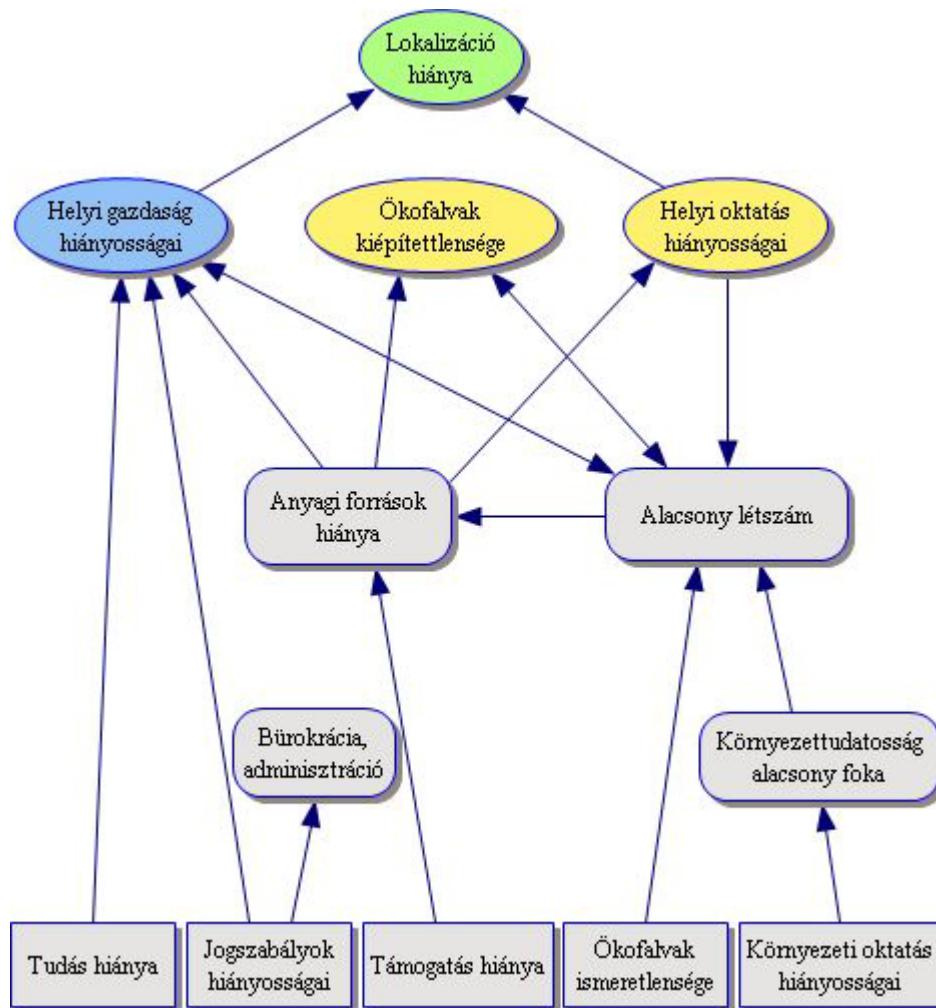 Lokalizáció
hiánya
Helyi gazdaság
hiányosságai
Ökofalvak
kiépítettlensége
Helyi oktatás
hiányosságai
Anyagi források
hiánya
Alacsony létszám
Bürokrácia,
adminisztráció
Környezettudatosság
alacsony foka
Tudás hiánya
Jogszabályok
hiányosságai
Támogatás hiánya
Ökofalvak
ismeretlensége
Környezeti oktatás
hiányosságai